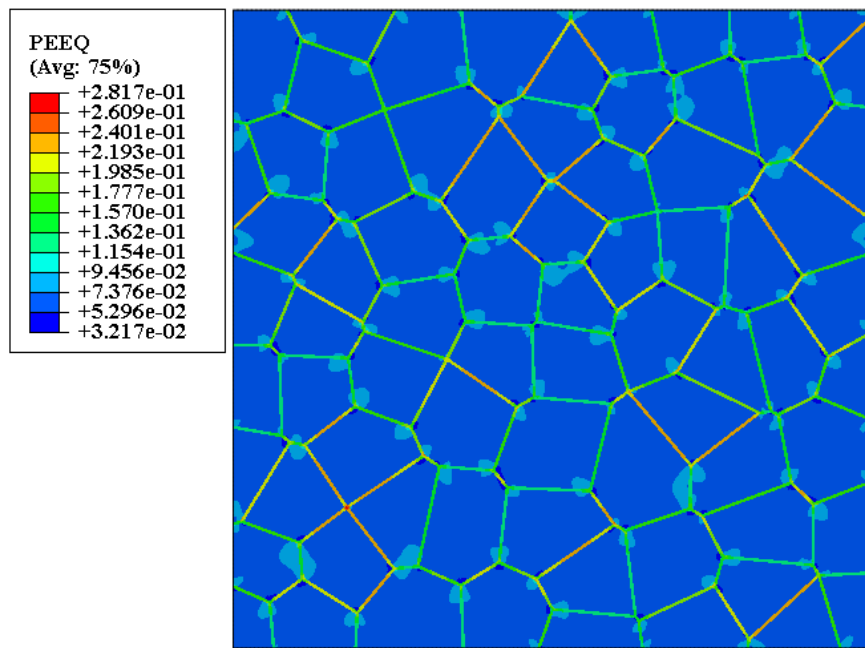 PEEQ
(Avg: 75%)
+2.817e-01
+2.609e-01
+2.401e-01
+2.193e-01
+1.985e-01
+1.777e-01
+1.570e-01
+1.362e-01
+1.154e-01
+9.456e-02
+7.376e-02
+5.296e-02
+3.217e-02